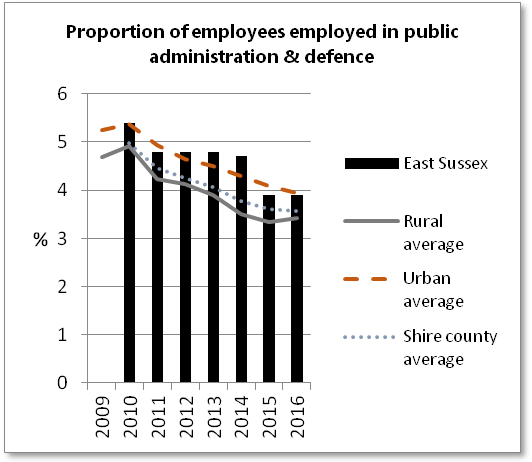 Proportion of employees employed in public
administration & defence
6
5
4
3
2
1
0
%
2009
2010
2011
2012
2013
2014
2015
2016
East Sussex
Rural
average
Urban
average
Shire county
average